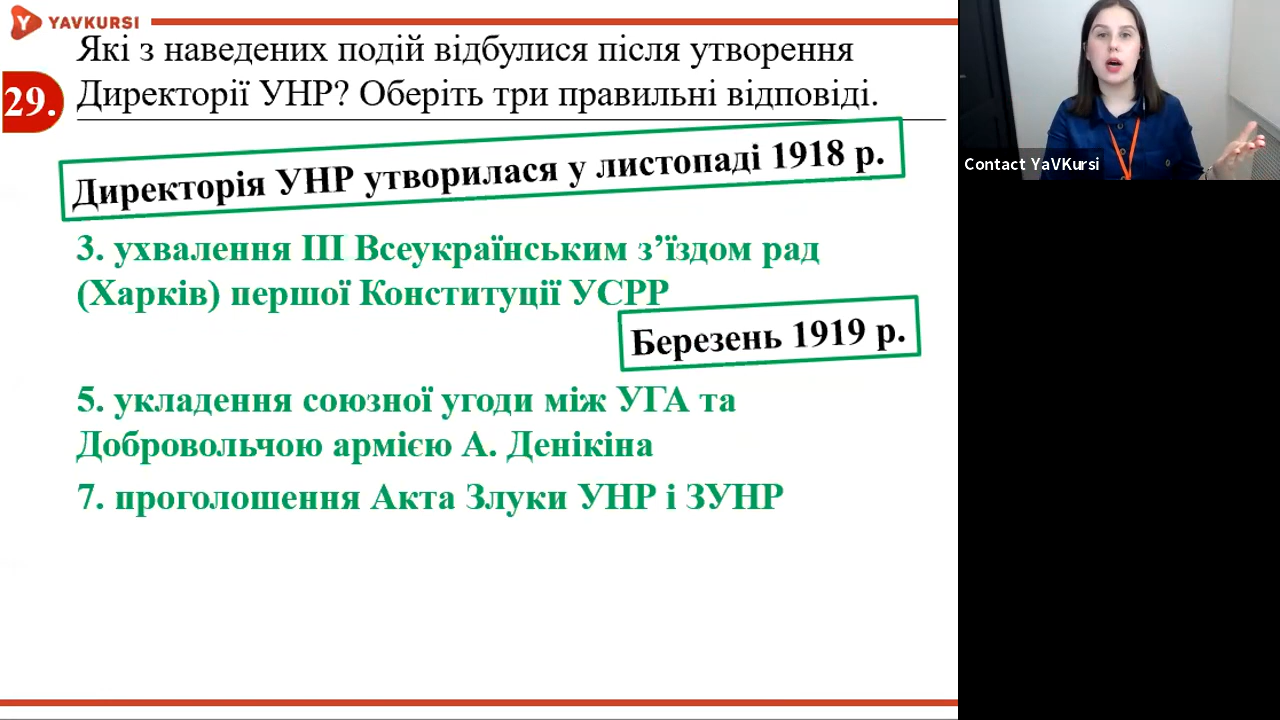 YAVKURSI
Які з наведених подій відбулися після утворення
29.
Директорії УНР? Оберіть три правильні відповіді.
Директорія УНР утворилася у листопаді 1918 р.
3. ухвалення ІІІ Всеукраїнським з’їздом рад
(Харків) першої Конституції УСРР
Березень 1919 р.
5. укладення союзної угоди між УГА та
Добровольчою армією А. Денікіна
7. проголошення Акта Злуки УНР і ЗУНР
Contact YaVKursi